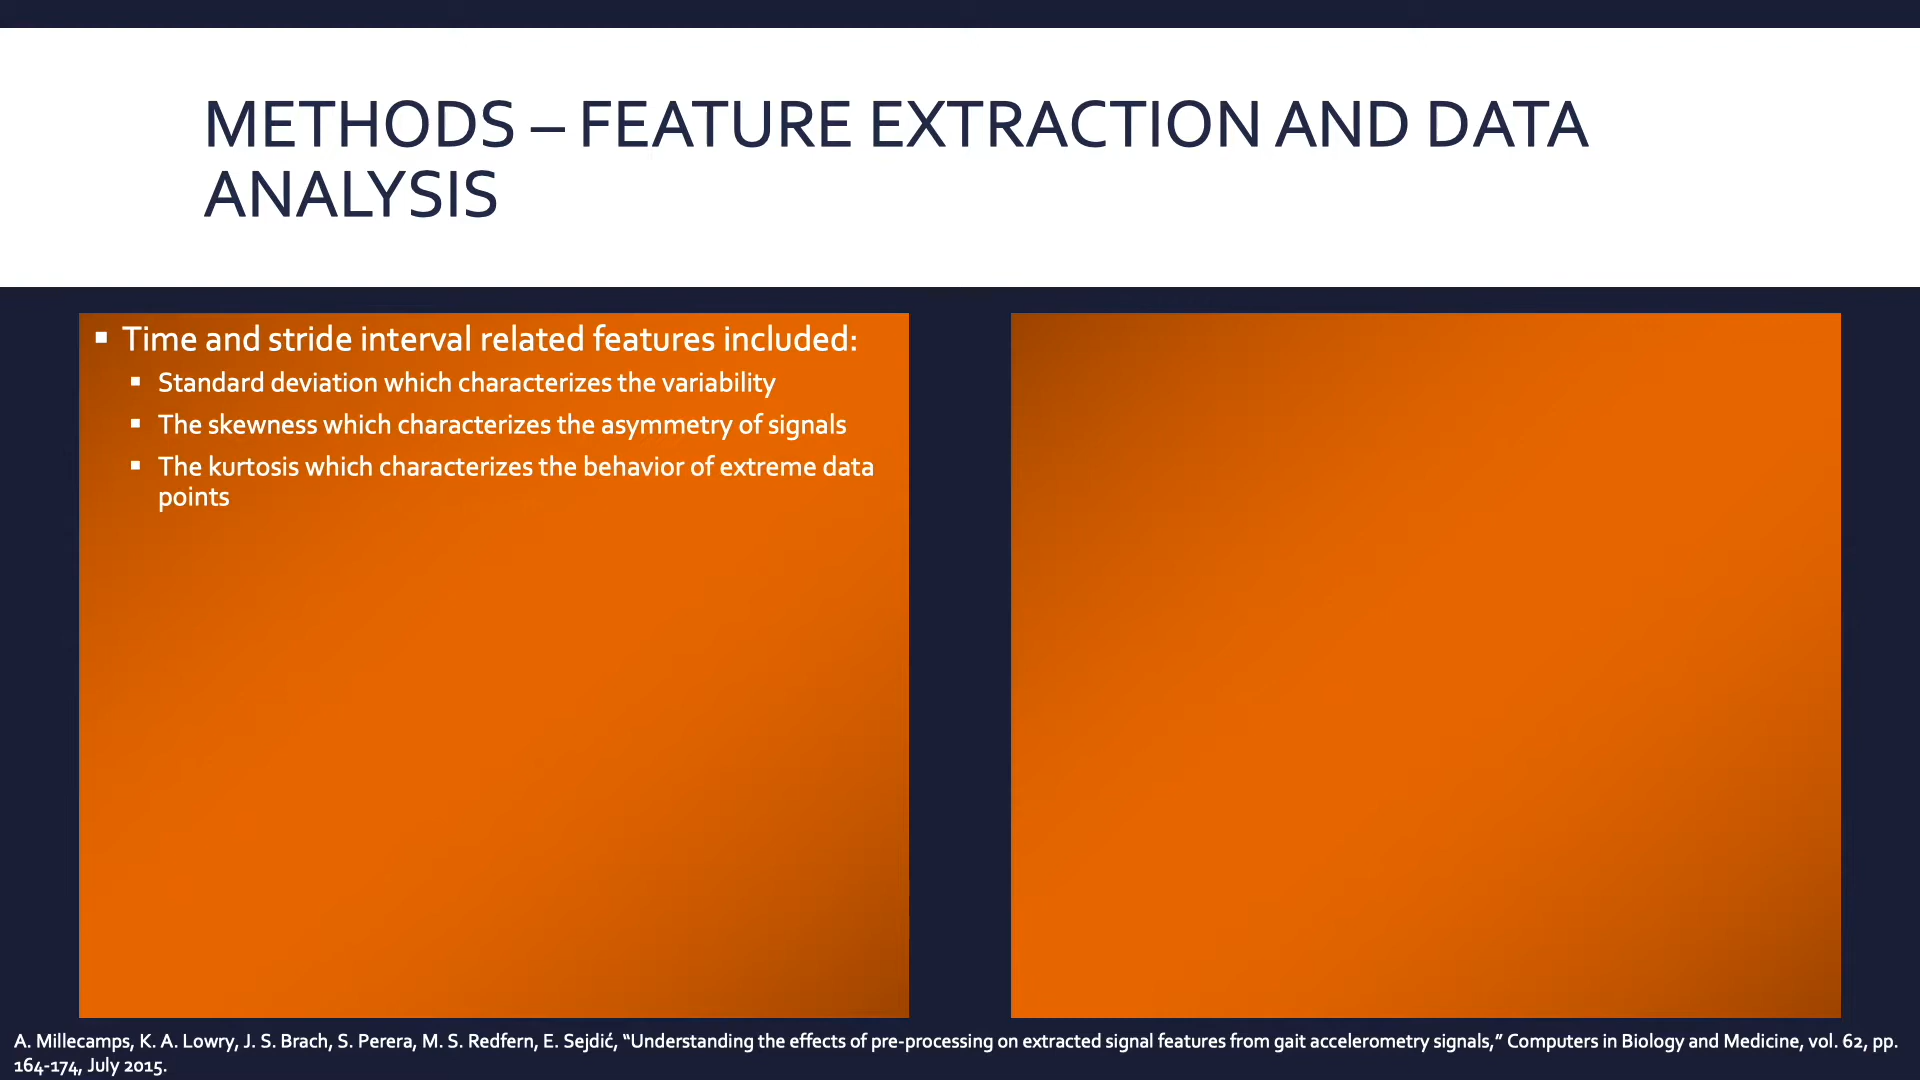 METHODS – FEATURE EXTRACTION AND DATA
ANALYSIS
▪ Time and stride interval related features included:
▪ Standard deviation which characterizes the variability
▪ The skewness which characterizes the asymmetry of signals
▪ The kurtosis which characterizes the behavior of extreme data
points
A. Millecamps, K. A. Lowry, J. S. Brach, S. Perera, M. S. Redfern, E. Sejdić, “Understanding the effects of pre-processing on extracted signal features from gait accelerometry signals,” Computers in Biology and Medicine, vol. 62, pp.
164-174, July 2015.